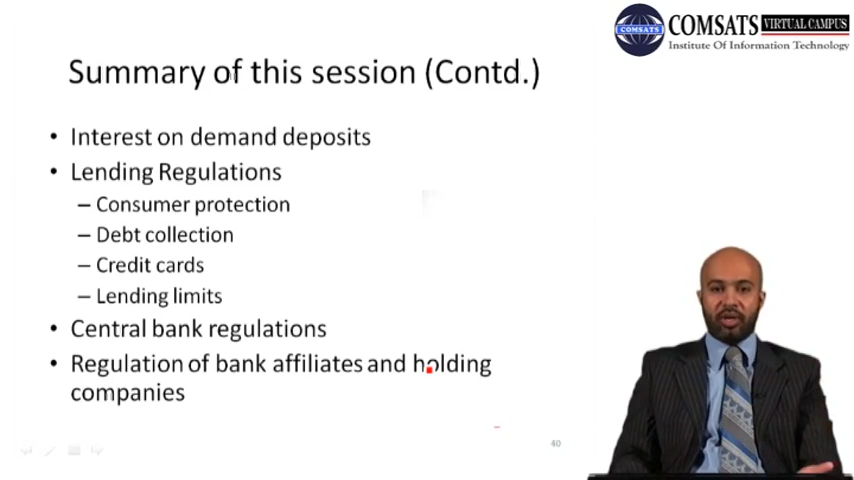 COMSATS VIRTUAL CAMPUS
COMSATS
Institute Of Information Technology
Summary of this session (Contd.)
• Interest on demand deposits
• Lending Regulations
– Consumer protection
– Debt collection
– Credit cards
– Lending limits
• Central bank regulations
• Regulation of bank affiliates and holding
companies
40